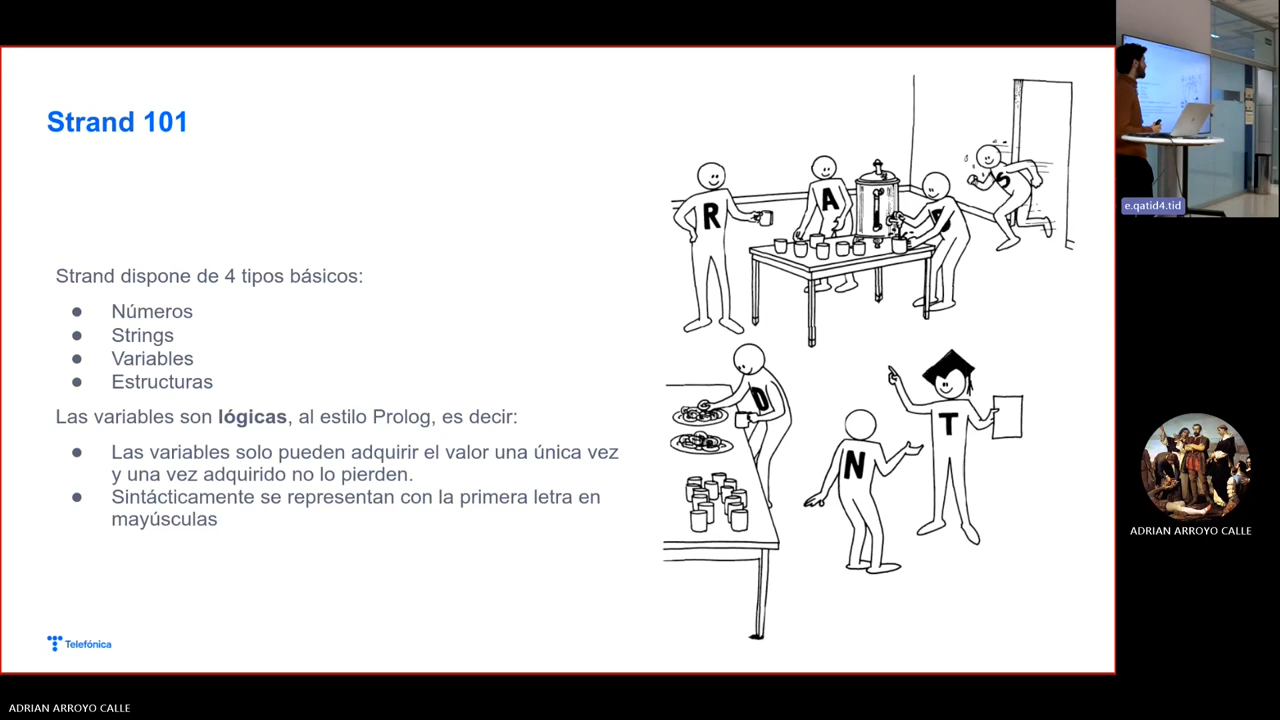 Strand 101
Strand dispone de 4 tipos básicos:
● Números
● Strings
● Variables
● Estructuras
Las variables son lógicas, al estilo Prolog, es decir:
● Las variables solo pueden adquirir el valor una única vez
y una vez adquirido no lo pierden.
● Sintácticamente se representan con la primera letra en
mayúsculas
Telefónica
R
A
S
D
N
T
e.qatid4.tid
ADRIAN ARROYO CALLE
ADRIAN ARROYO CALLE